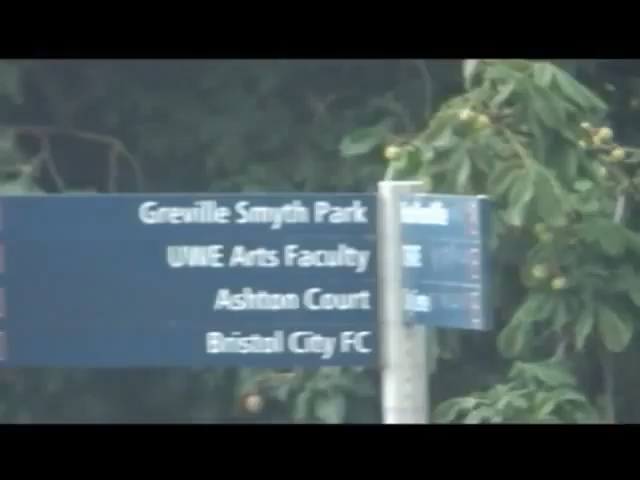 Greville Smyth Park
UWE Arts Faculty
Ashton Court
Bristol City FC